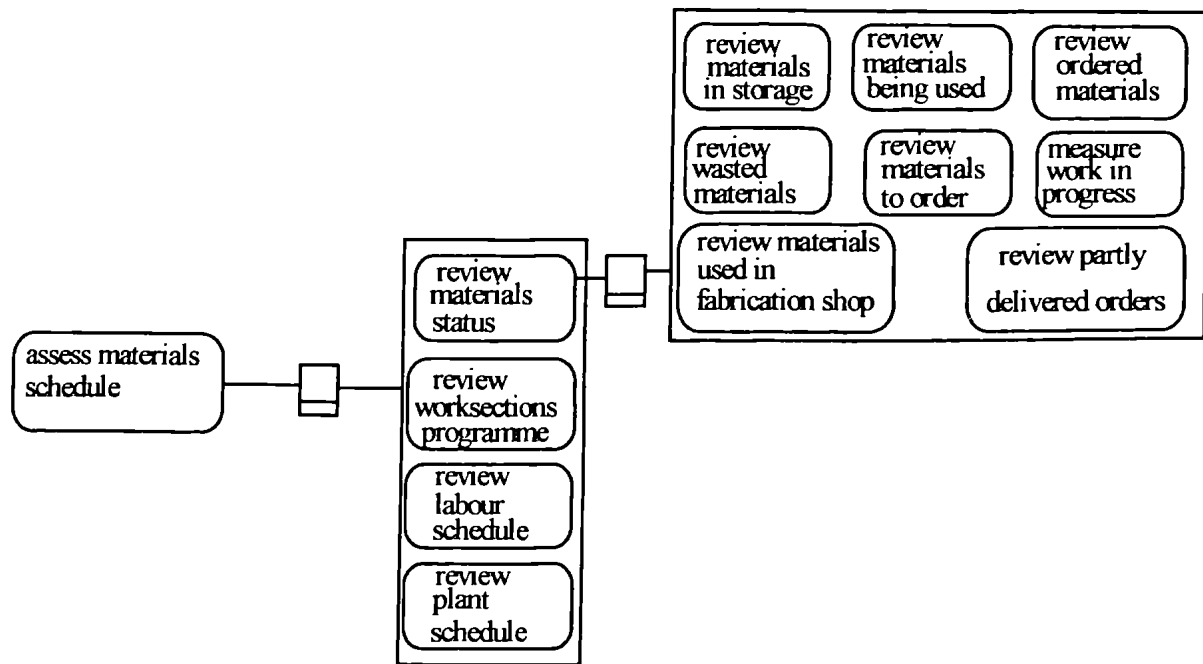 review
materials
in storage
review
materials
being used
review
ordered
materials
review
wasted
materials
review
materials
to order
measure
work in
progress
review materials
used in
fabrication shop
review partly
delivered orders
review
materials
status
assess materials
schedule
review
worksections
programme
review
labour
schedule
review
plant
schedule